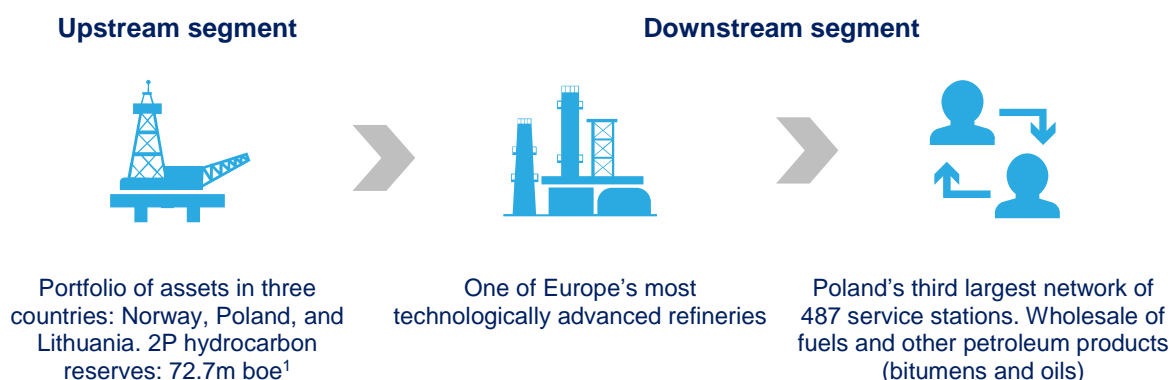 Upstream segment
Downstream segment
Portfolio of assets in three
countries: Norway, Poland, and
Lithuania. 2P hydrocarbon
reserves: 72.7m boe¹
One of Europe’s most
technologically advanced refineries
Poland’s third largest network of
487 service stations. Wholesale of
fuels and other petroleum products
(bitumens and oils)